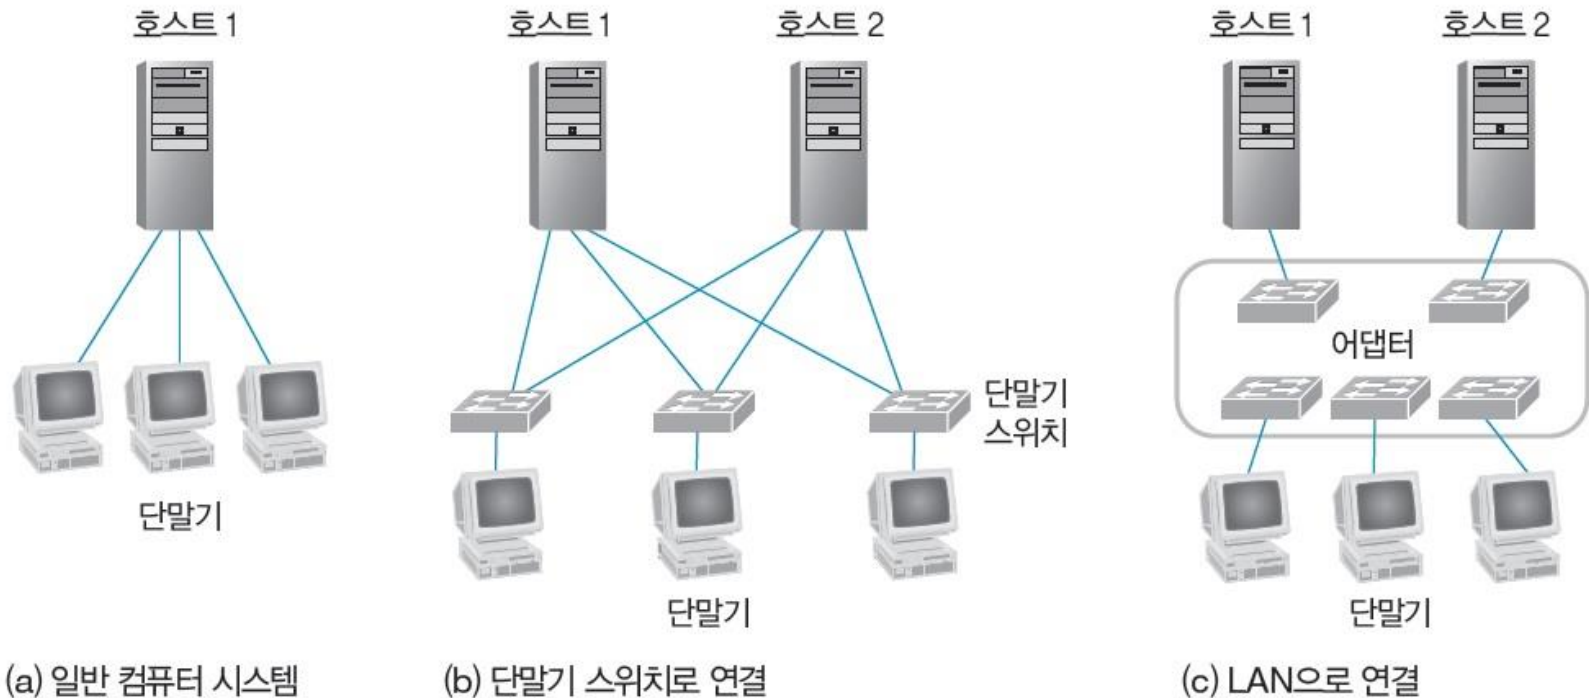 호스트 1
단말기
(a) 일반 컴퓨터 시스템
호스트 1
호스트 2
단말기
스위치
단말기
(b) 단말기 스위치로 연결
호스트 1
호스트 2
어댑터
단말기
(c) LAN으로 연결